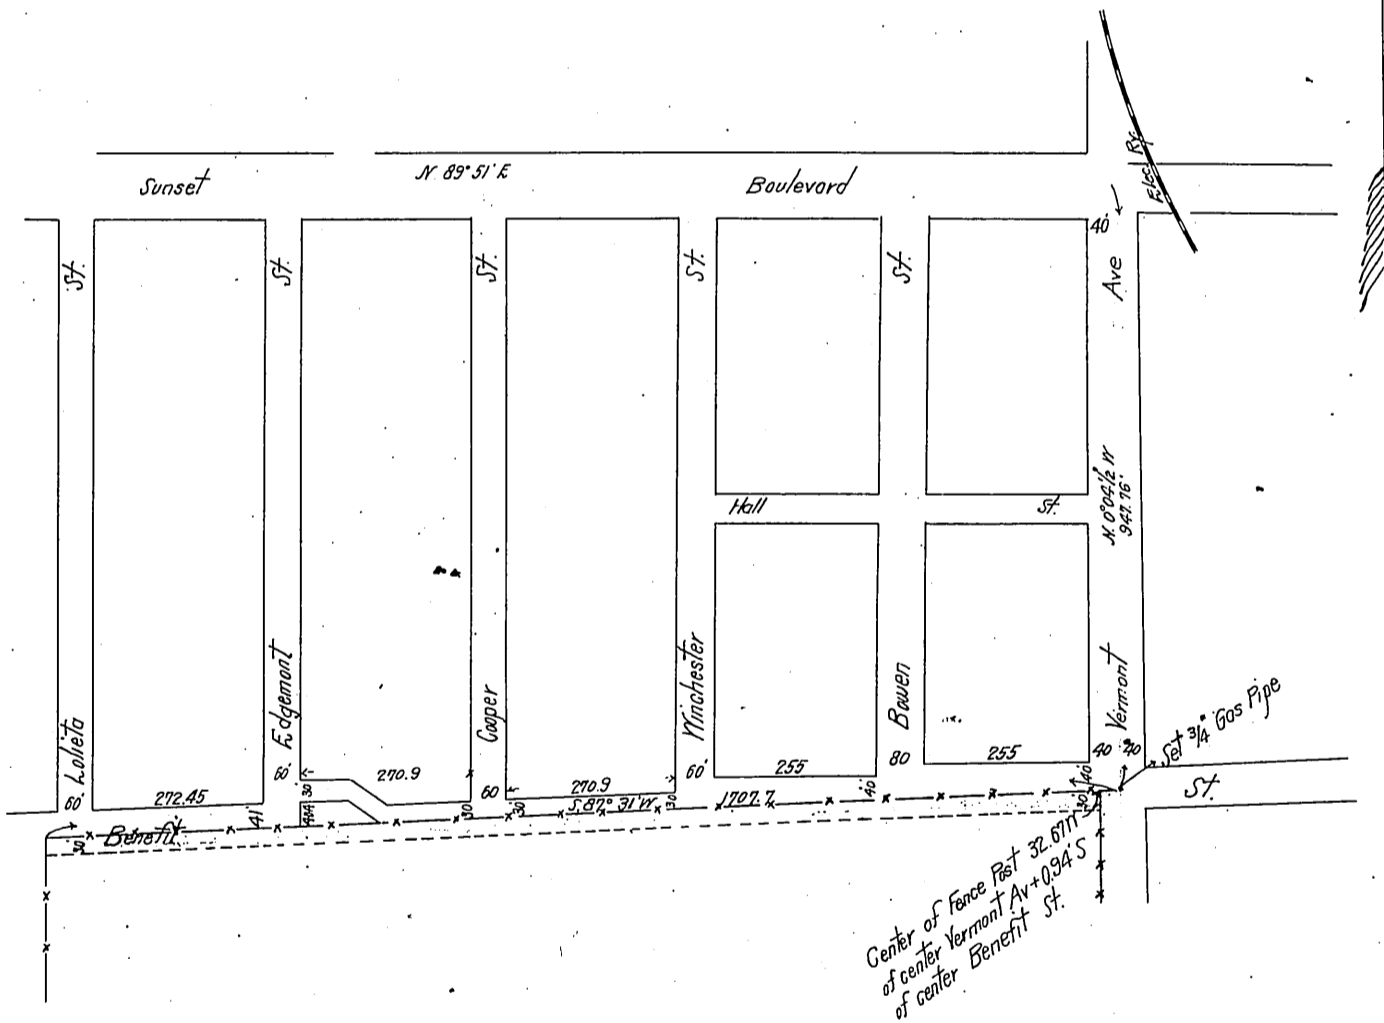 Elect Ry.
Sunset
N. 89° 51' E
Boulevard
St.
St.
St.
St.
St.
40'
Ave
Hall
St.
N. 0°04½' W
947.76'
Lolieta
Edgemont
Cooper
Winchester
Bowen
Vermont
60'
272.45
60'
270.9
60
270.9
60'
255
80
255
40
40
Set ¾" Gas Pipe
St.
30
Benefit
41
30
30
30
S. 87° 31' W
30
1707.7
40
40
30
Center of Fence Post 32.67 W
of center Vermont Av + 0.94' S
of center Benefit St.